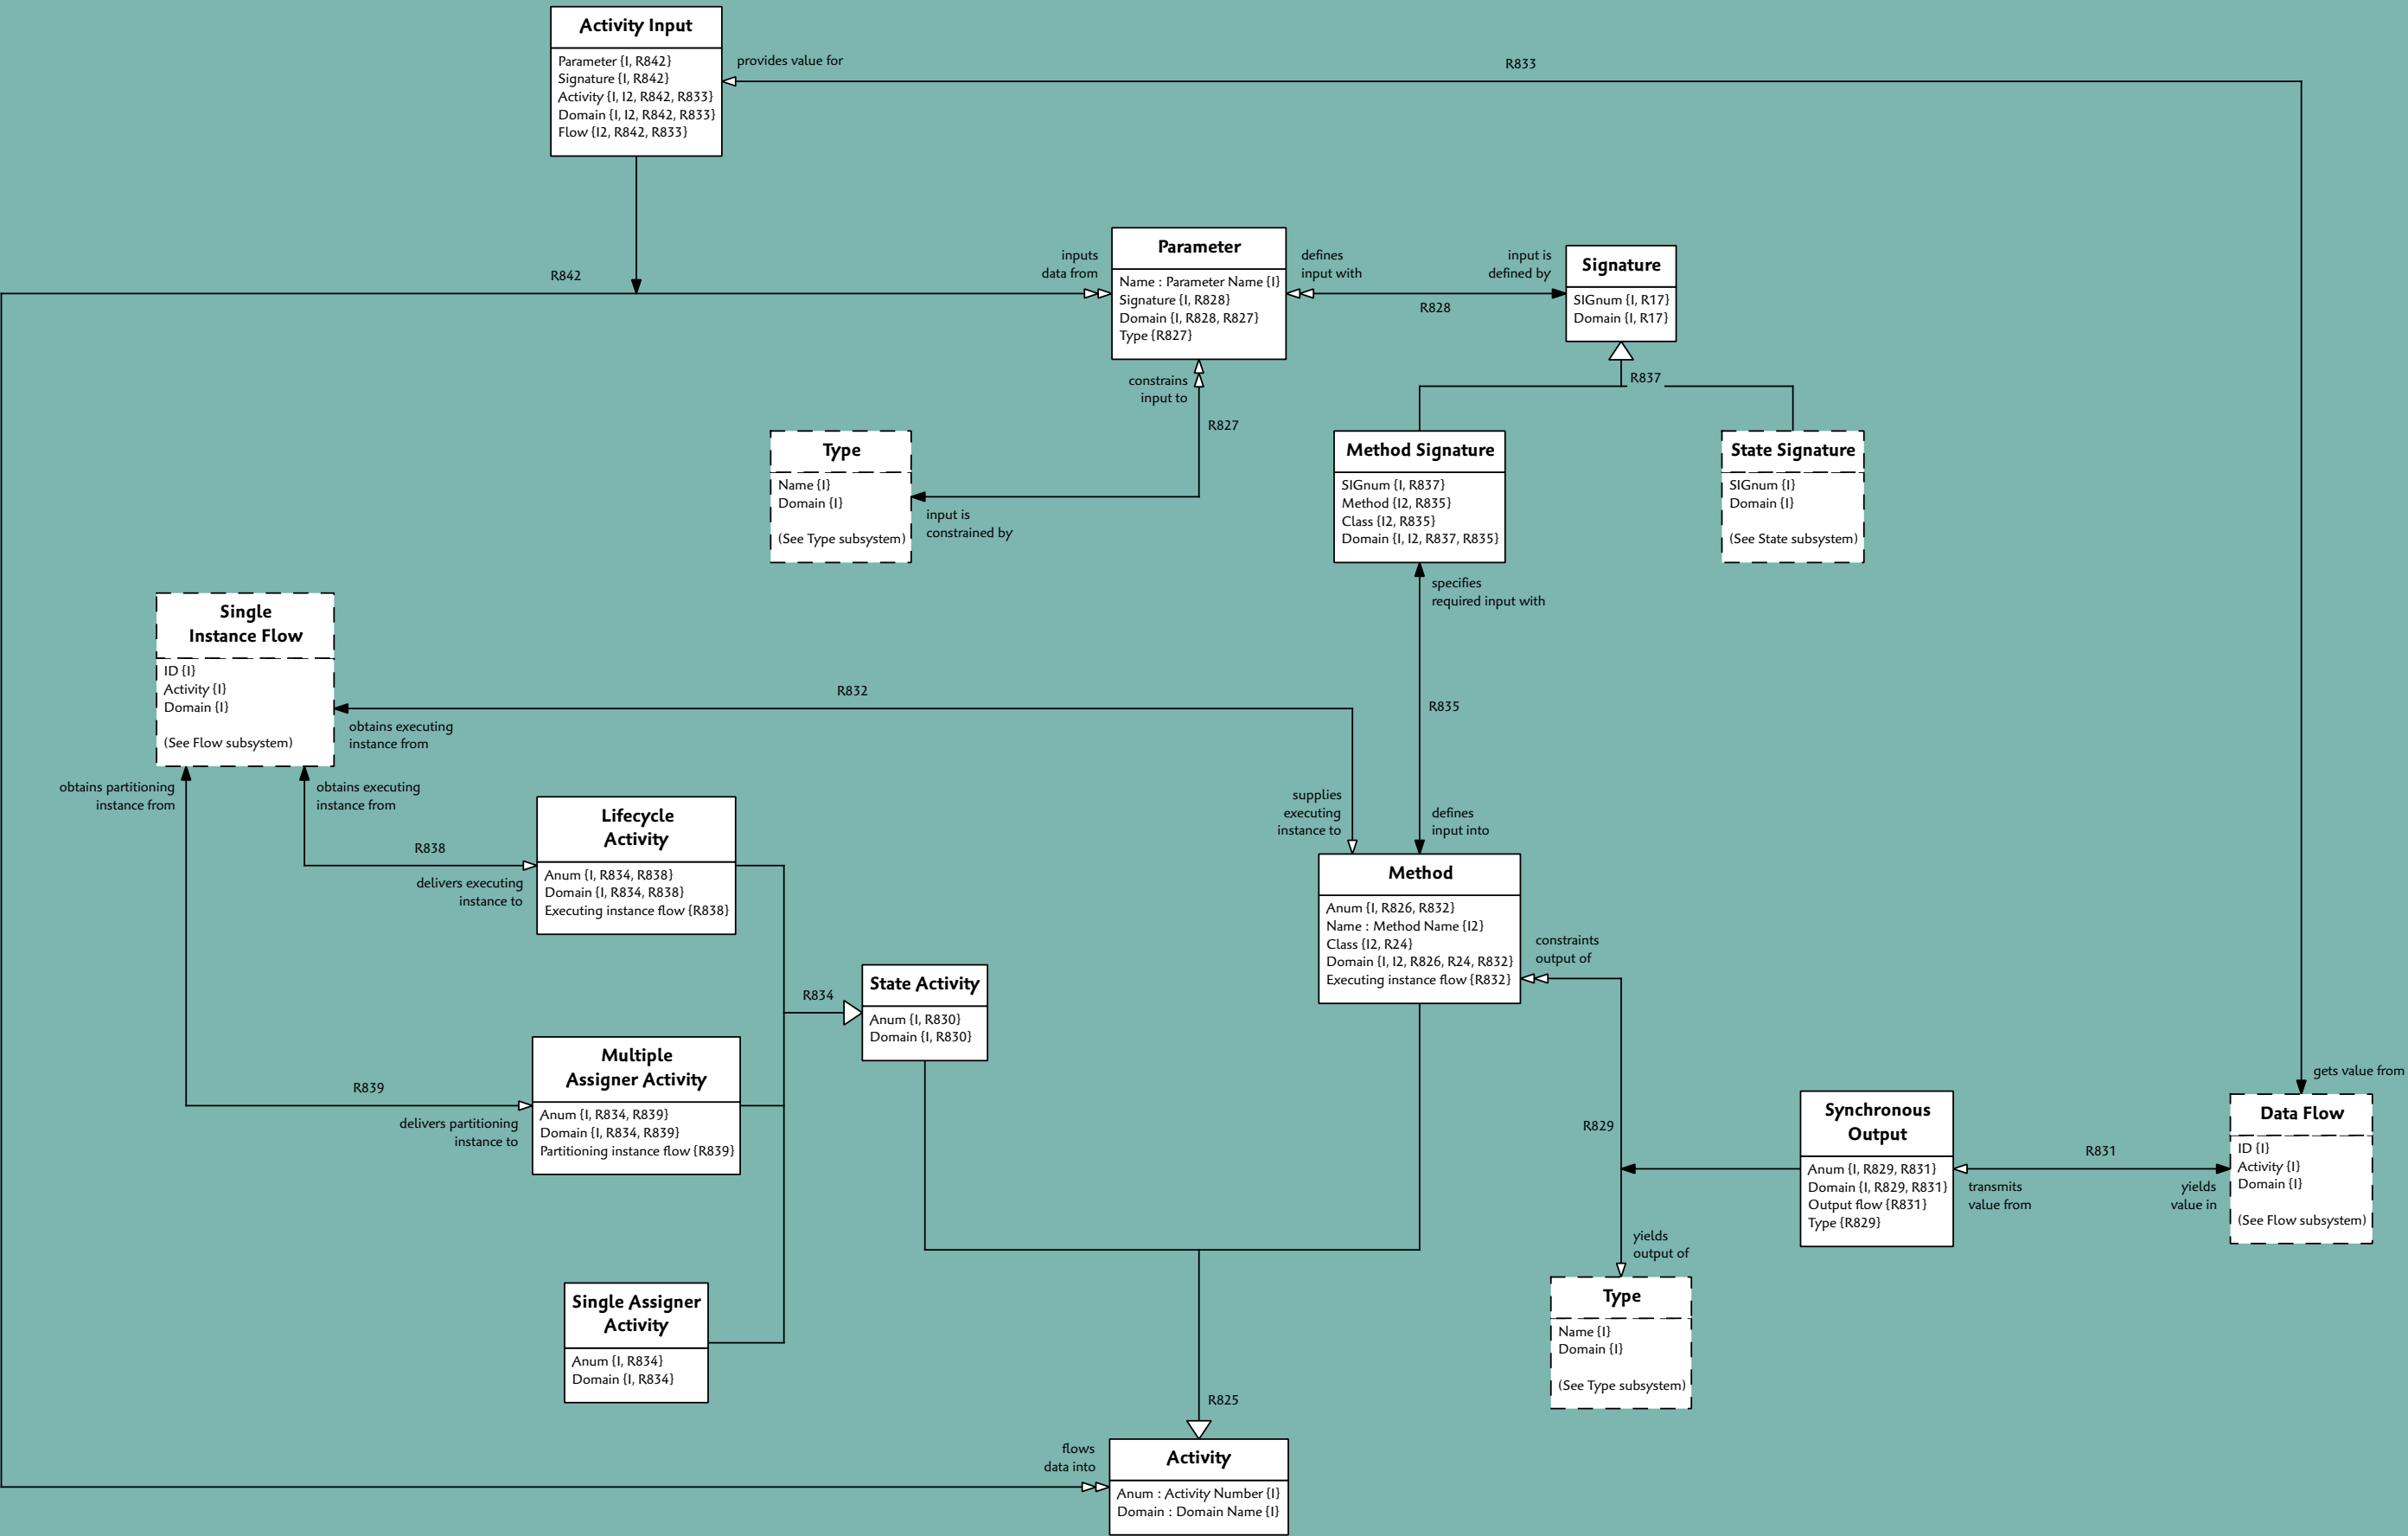 Activity Input
Parameter {I, R842}
Signature {I, R842}
Activity {I, I2, R842, R833}
Domain {I, I2, R842, R833}
Flow {I2, R842, R833}
provides value for
R833
R842
inputs
data from
Parameter
Name : Parameter Name {I}
Signature {I, R828}
Domain {I, R828, R827}
Type {R827}
defines
input with
R828
input is
defined by
Signature
SIGnum {I, R17}
Domain {I, R17}
R837
constrains
input to
R827
Type
Name {I}
Domain {I}
(See Type subsystem)
input is
constrained by
Method Signature
SIGnum {I, R837}
Method {I2, R835}
Class {I2, R835}
Domain {I, I2, R837, R835}
State Signature
SIGnum {I}
Domain {I}
(See State subsystem)
specifies
required input with
R835
Single
Instance Flow
ID {I}
Activity {I}
Domain {I}
(See Flow subsystem)
R832
obtains executing
instance from
obtains partitioning
instance from
obtains executing
instance from
supplies
executing
instance to
defines
input into
Lifecycle
Activity
Anum {I, R834, R838}
Domain {I, R834, R838}
Executing instance flow {R838}
R838
delivers executing
instance to
Method
Anum {I, R826, R832}
Name : Method Name {I2}
Class {I2, R24}
Domain {I, I2, R826, R24, R832}
Executing instance flow {R832}
constraints
output of
R834
State Activity
Anum {I, R830}
Domain {I, R830}
Multiple
Assigner Activity
Anum {I, R834, R839}
Domain {I, R834, R839}
Partitioning instance flow {R839}
R839
delivers partitioning
instance to
R829
Synchronous
Output
Anum {I, R829, R831}
Domain {I, R829, R831}
Output flow {R831}
Type {R829}
transmits
value from
R831
yields
value in
gets value from
Data Flow
ID {I}
Activity {I}
Domain {I}
(See Flow subsystem)
yields
output of
Type
Name {I}
Domain {I}
(See Type subsystem)
Single Assigner
Activity
Anum {I, R834}
Domain {I, R834}
R825
flows
data into
Activity
Anum : Activity Number {I}
Domain : Domain Name {I}